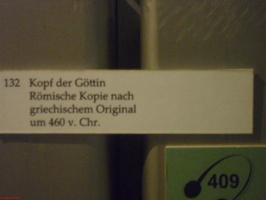 132 Kopf der Göttin
Römische Kopie nach
griechischem Original
um 460 v. Chr.
409